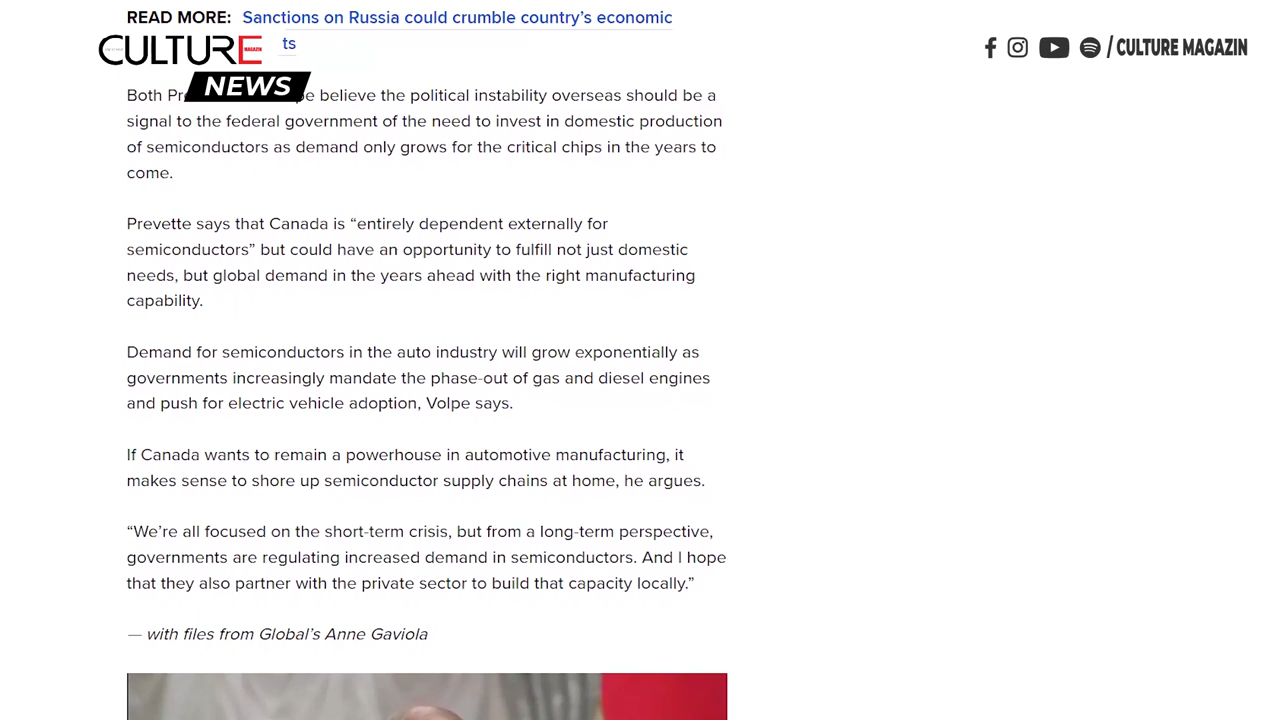 READ MORE: Sanctions on Russia could crumble country’s economic
ts
CULTURE MAGAZIN
NEWS
/ CULTURE MAGAZIN
Both Pr pe believe the political instability overseas should be a
signal to the federal government of the need to invest in domestic production
of semiconductors as demand only grows for the critical chips in the years to
come.
Prevette says that Canada is “entirely dependent externally for
semiconductors” but could have an opportunity to fulfill not just domestic
needs, but global demand in the years ahead with the right manufacturing
capability.
Demand for semiconductors in the auto industry will grow exponentially as
governments increasingly mandate the phase-out of gas and diesel engines
and push for electric vehicle adoption, Volpe says.
If Canada wants to remain a powerhouse in automotive manufacturing, it
makes sense to shore up semiconductor supply chains at home, he argues.
“We’re all focused on the short-term crisis, but from a long-term perspective,
governments are regulating increased demand in semiconductors. And I hope
that they also partner with the private sector to build that capacity locally.”
— with files from Global’s Anne Gaviola